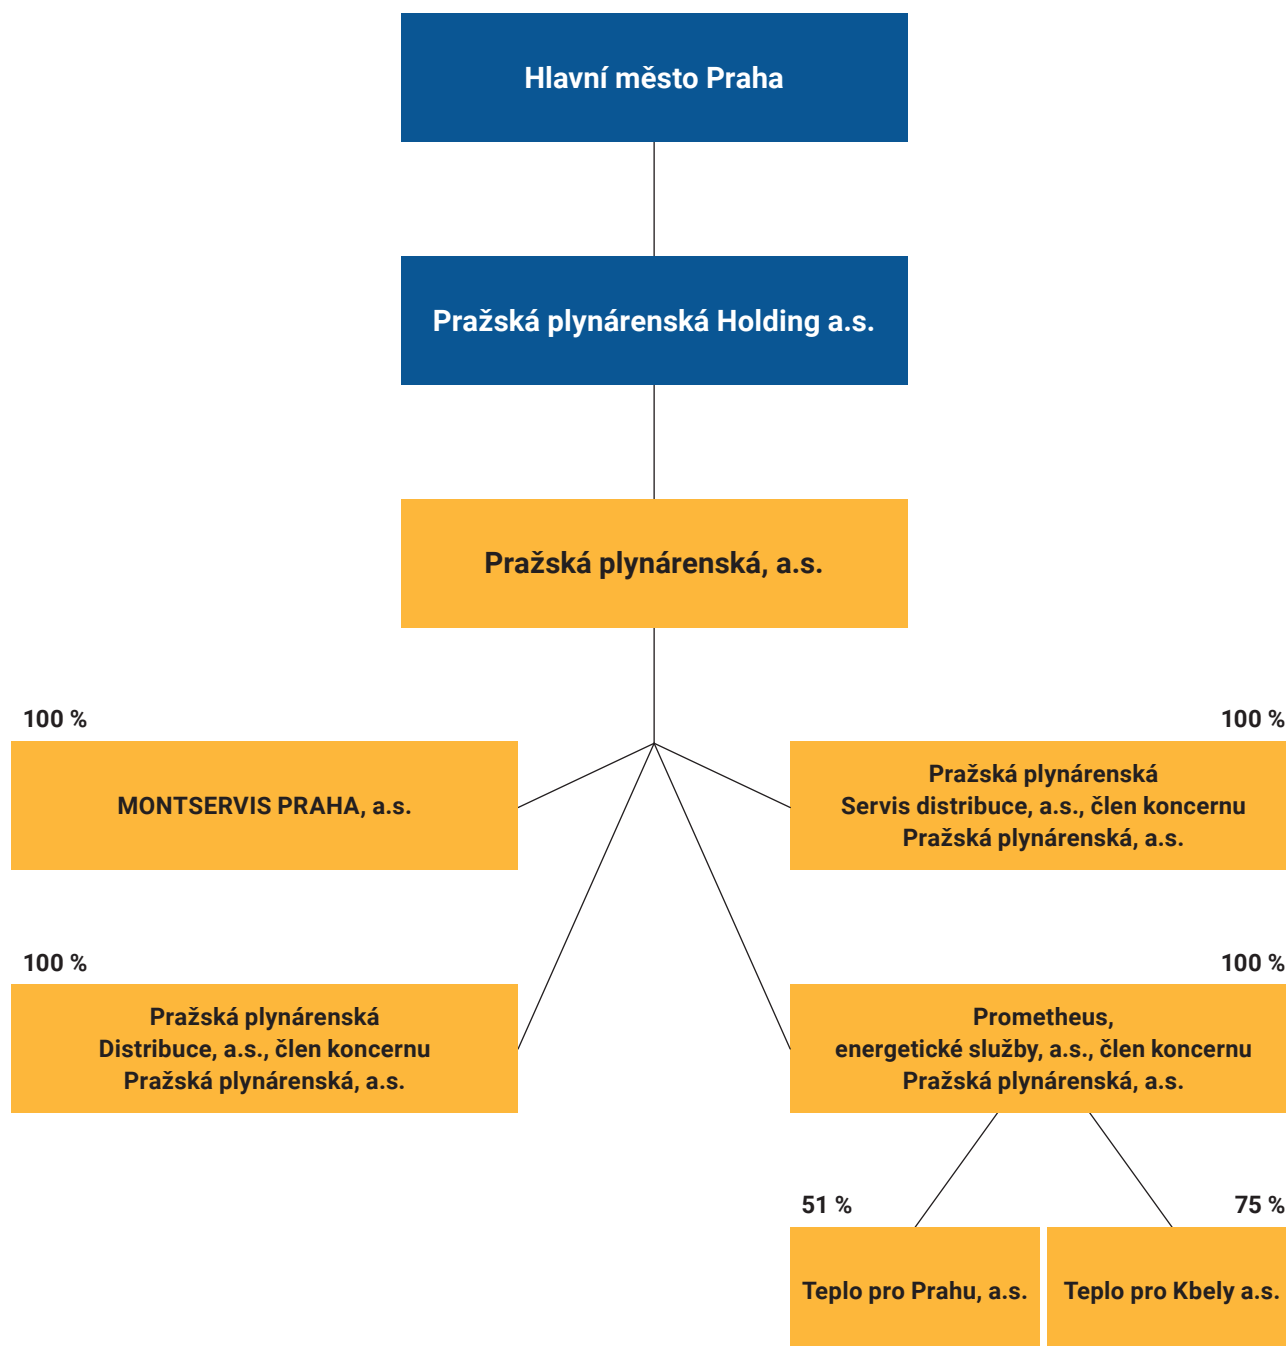 Hlavní město Praha
Pražská plynárenská Holding a.s.
Pražská plynárenská, a.s.
100 %
MONTSERVIS PRAHA, a.s.
100 %
Pražská plynárenská
Servis distribuce, a.s., člen koncernu
Pražská plynárenská, a.s.
100 %
Pražská plynárenská
Distribuce, a.s., člen koncernu
Pražská plynárenská, a.s.
100 %
Prometheus,
energetické služby, a.s., člen koncernu
Pražská plynárenská, a.s.
51 %
Teplo pro Prahu, a.s.
75 %
Teplo pro Kbely a.s.